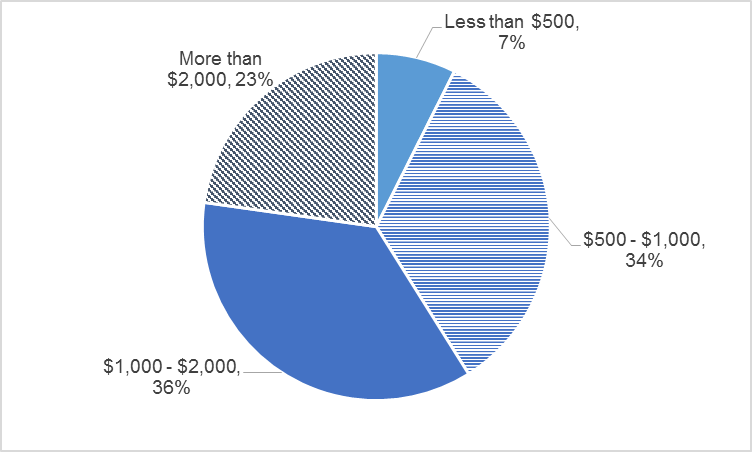 Less than $500,
7%
More than
$2,000, 23%
$500 - $1,000,
34%
$1,000 - $2,000,
36%